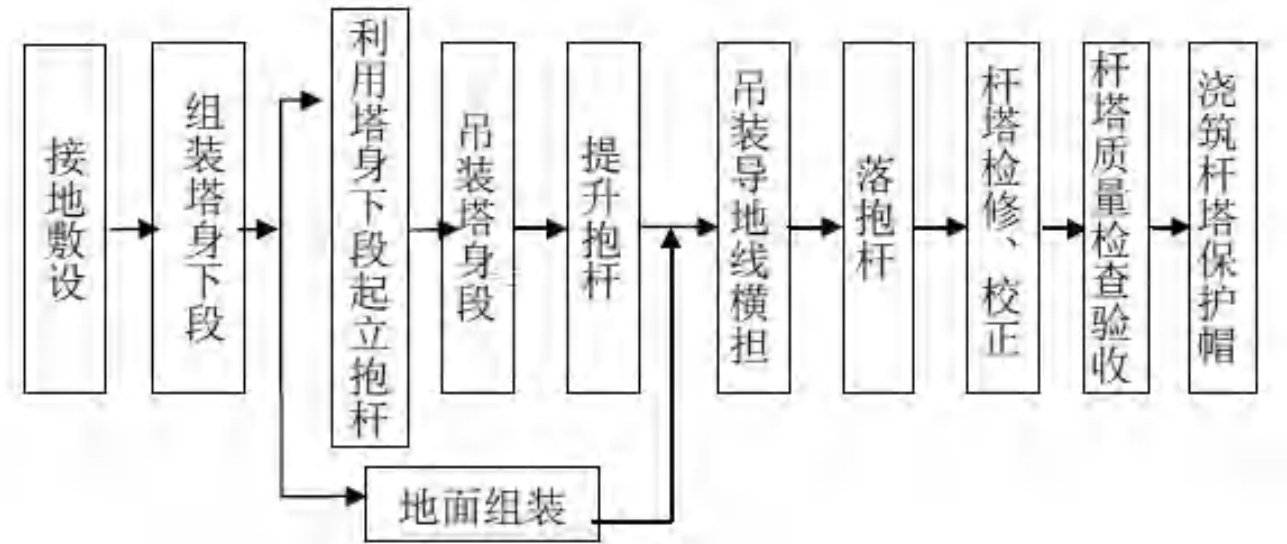 接地敷设
组装塔身下段
利用塔身下段起立抱杆
吊装塔身段
提升抱杆
吊装导地线横担
落抱杆
杆塔检修、校正
杆塔质量检查验收
浇筑杆塔保护帽
地面组装